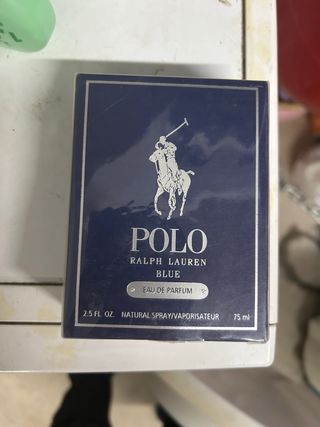 POLO
RALPH LAUREN
BLUE
EAU DE PARFUM
2.5 FL. OZ. NATURAL SPRAY/VAPORISATEUR 75 ml